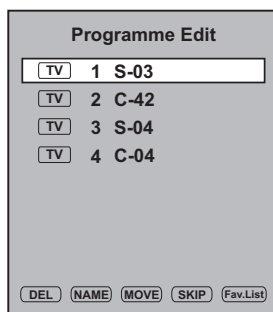 Programme Edit
TV 1 S-03
TV 2 C-42
TV 3 S-04
TV 4 C-04
DEL NAME MOVE SKIP Fav.List